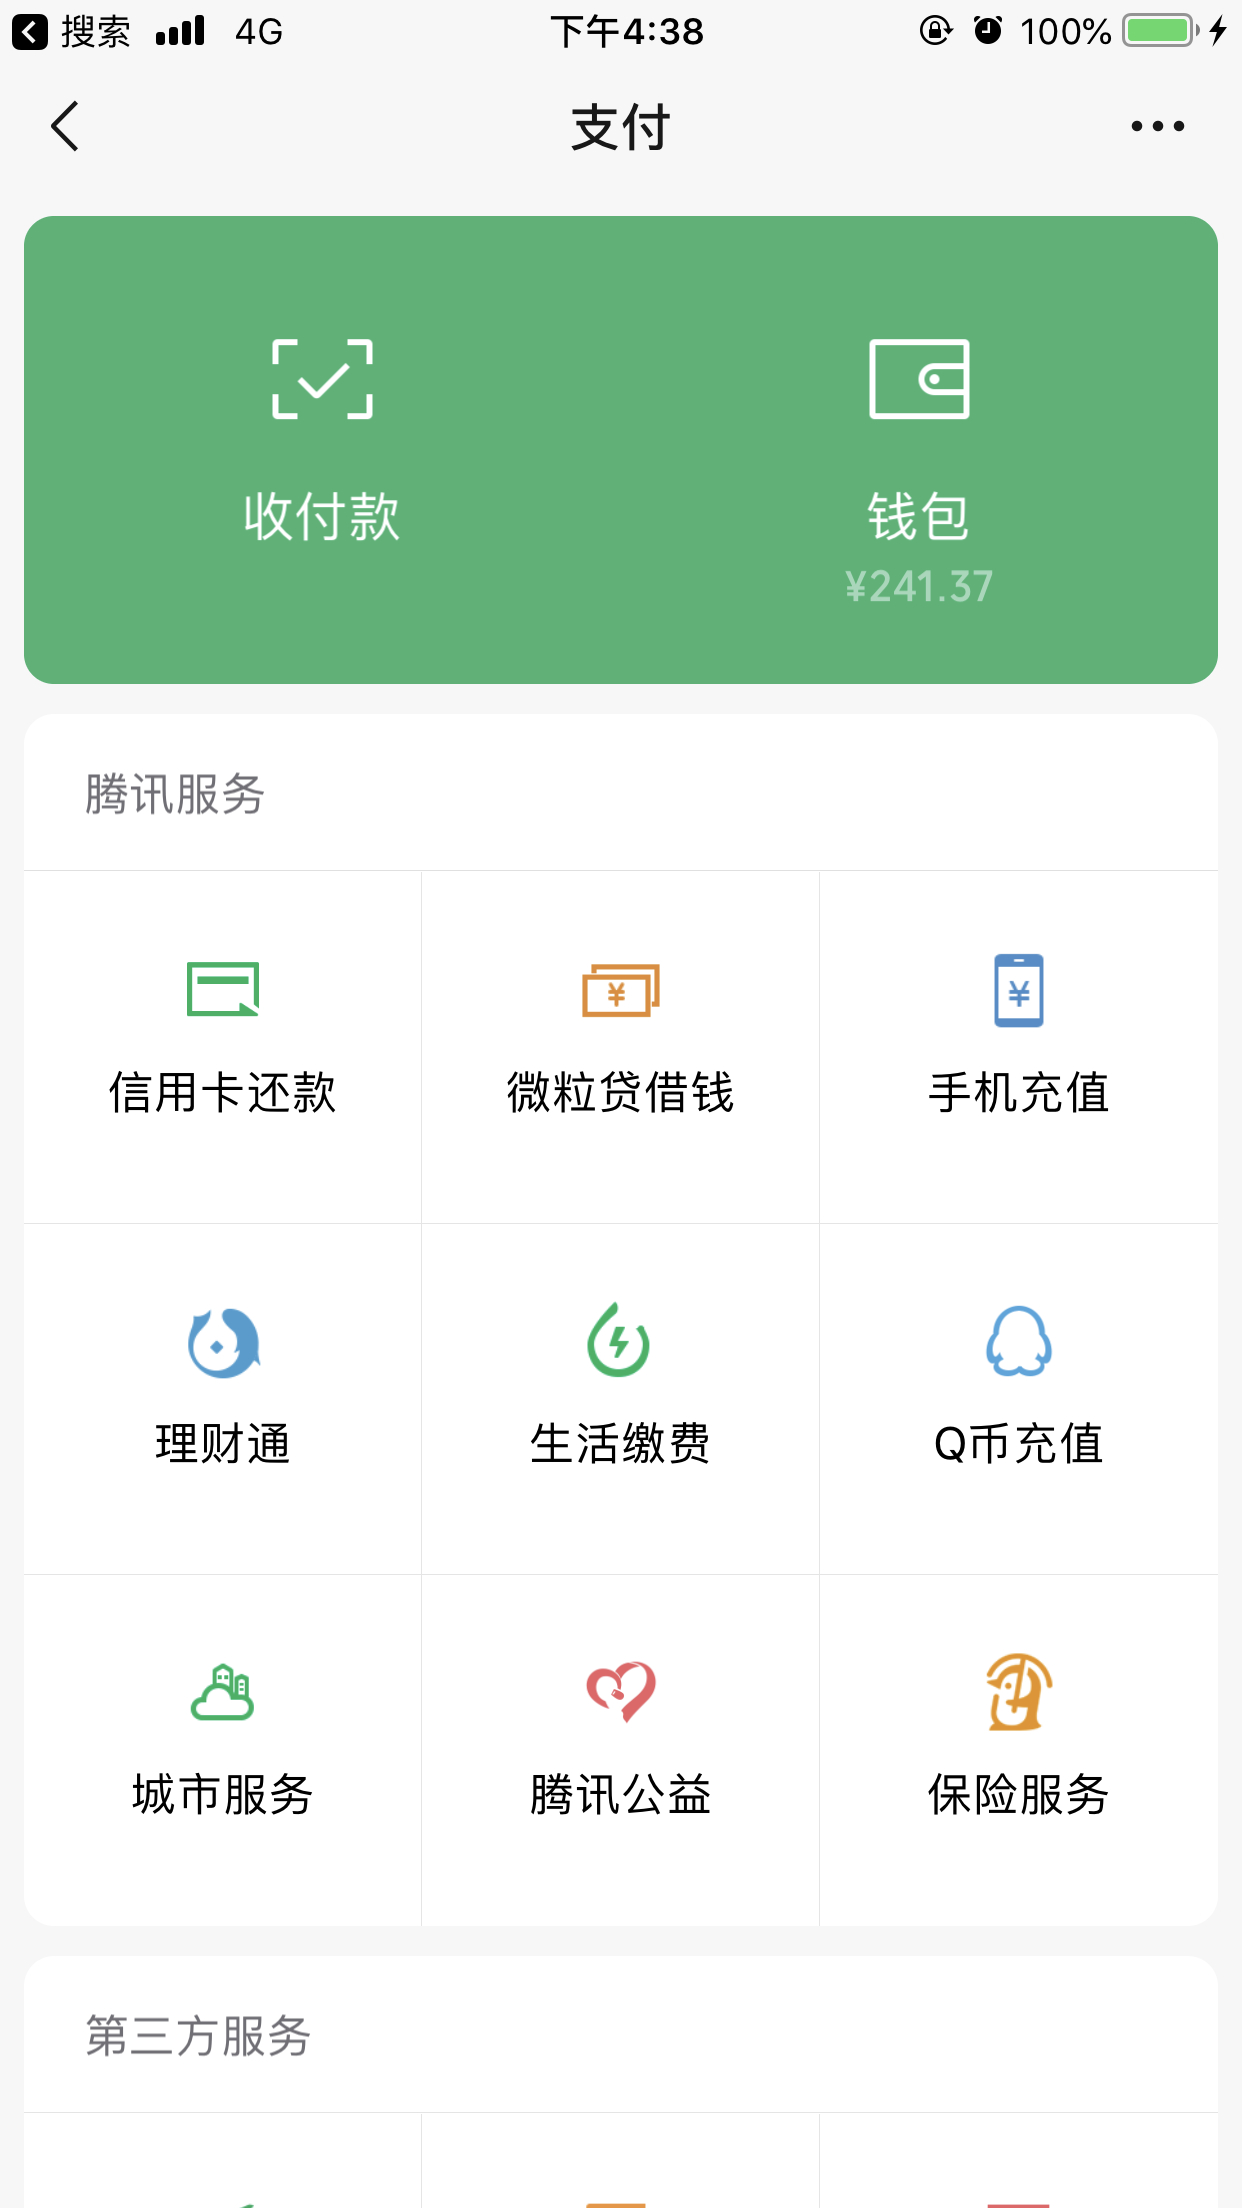 搜索 4G 下午4:38 100%
支付
收付款 钱包
¥241.37
腾讯服务
信用卡还款 微粒贷借钱 手机充值
理财通 生活缴费 Q币充值
城市服务 腾讯公益 保险服务
第三方服务